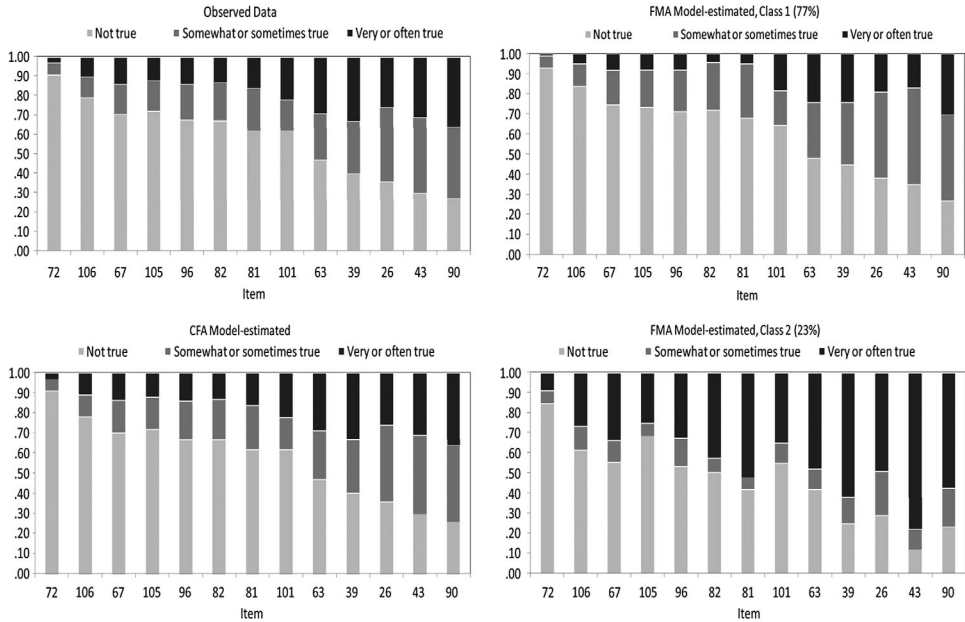 Observed Data
Not true Somewhat or sometimes true Very or often true
1.00
.90
.80
.70
.60
.50
.40
.30
.20
.10
.00
72 106 67 105 96 82 81 101 63 39 26 43 90
Item
FMA Model-estimated, Class 1 (77%)
Not true Somewhat or sometimes true Very or often true
1.00
.90
.80
.70
.60
.50
.40
.30
.20
.10
.00
72 106 67 105 96 82 81 101 63 39 26 43 90
Item
CFA Model-estimated
Not true Somewhat or sometimes true Very or often true
1.00
.90
.80
.70
.60
.50
.40
.30
.20
.10
.00
72 106 67 105 96 82 81 101 63 39 26 43 90
Item
FMA Model-estimated, Class 2 (23%)
Not true Somewhat or sometimes true Very or often true
1.00
.90
.80
.70
.60
.50
.40
.30
.20
.10
.00
72 106 67 105 96 82 81 101 63 39 26 43 90
Item